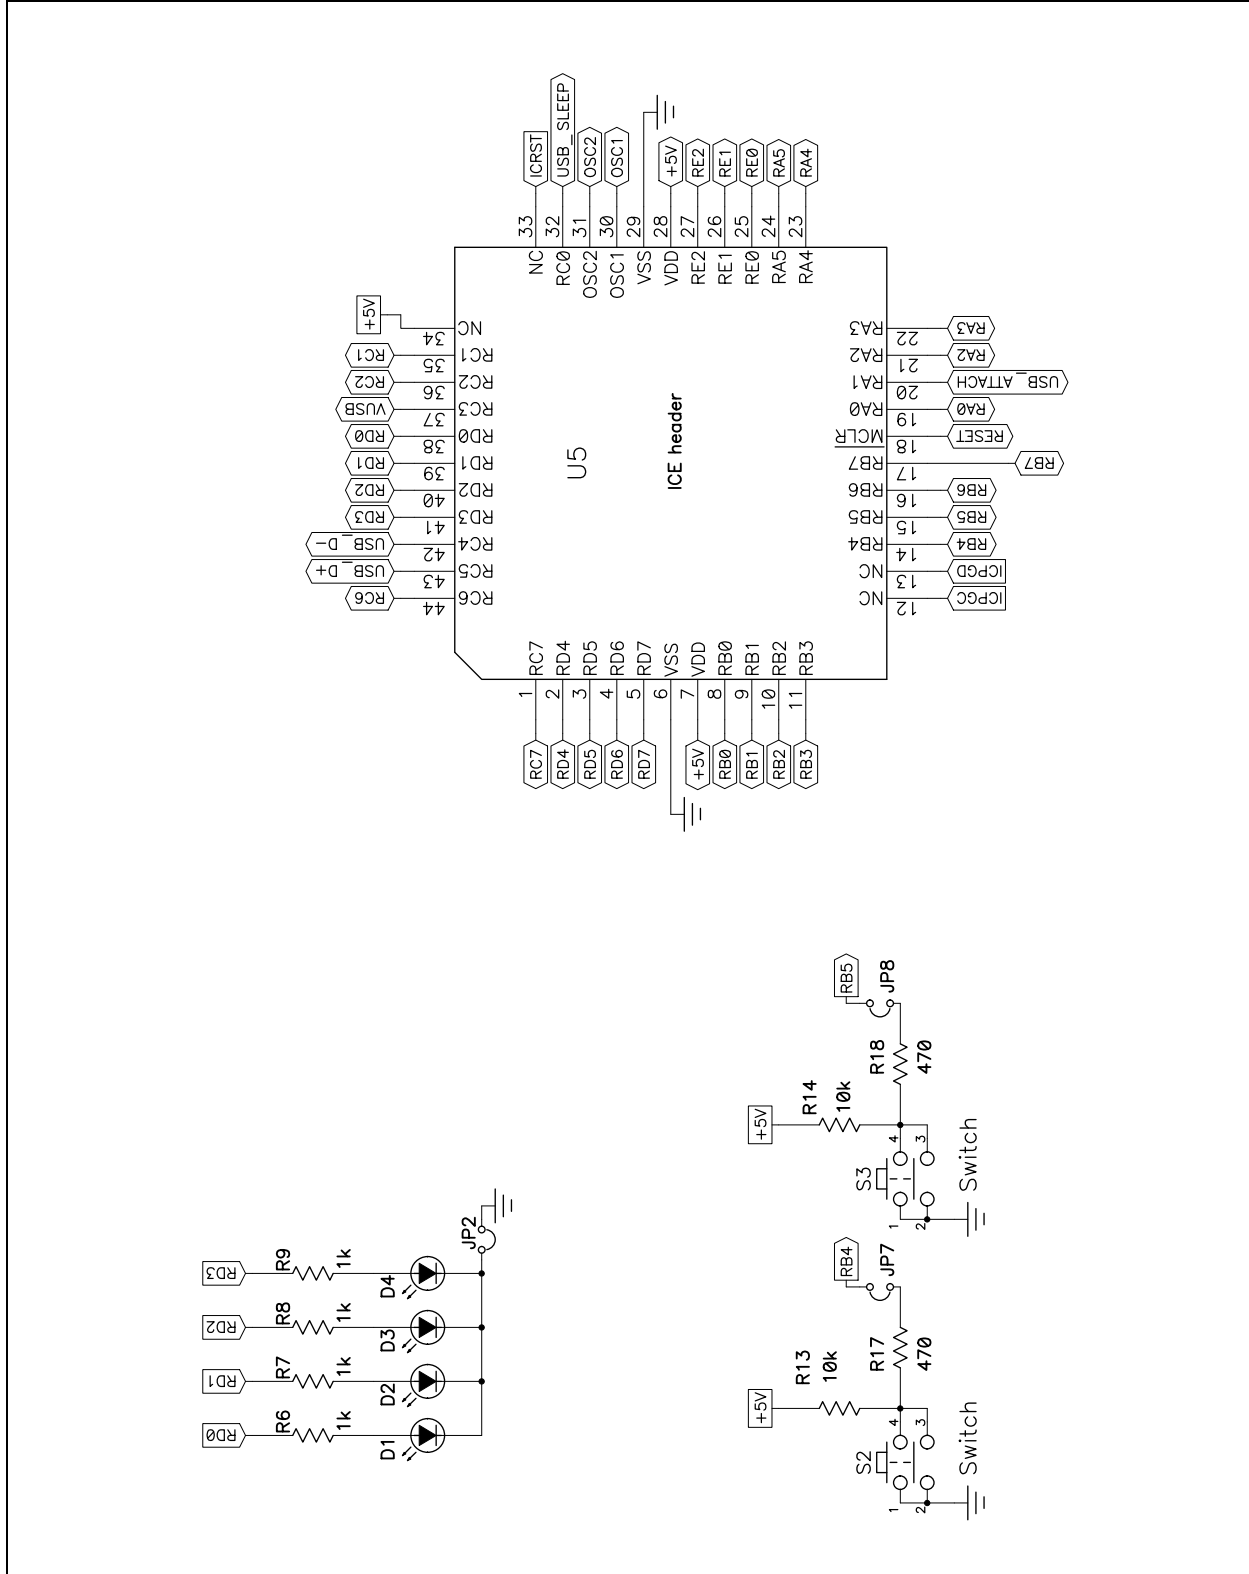 33
ICRST
NC
32
USB_SLEEP
RC0
31
OSC2
OSC2
30
OSC1
OSC1
29
VSS
28
+5V
VDD
27
RE2
RE2
26
RE1
RE1
25
RE0
RE0
24
RA5
RA5
23
RA4
RA4
+5V
34
NC
RC1
35
RC1
RC2
36
RC2
VUSB
37
RC3
RD0
38
RD0
RD1
39
RD1
RD2
40
RD2
RD3
41
RD3
USB_D-
42
RC4
USB_D+
43
RC5
RC6
44
RC6
U5
ICE header
RA3
22
RA3
RA2
21
RA2
RA1
20
USB_ATTACH
RA0
19
RA0
MCLR
18
RESET
RB7
17
RB7
RB6
16
RB6
RB5
15
RB5
RB4
14
RB4
NC
13
ICPGD
NC
12
ICPGC
RC7
1
RC7
RD4
2
RD4
RD5
3
RD5
RD6
4
RD6
RD7
5
RD7
VSS
6
VDD
7
+5V
RB0
8
RB0
RB1
9
RB1
RB2
10
RB2
RB3
11
RB3
RD3
R9
1k
D4
RD2
R8
1k
D3
RD1
R7
1k
D2
RD0
R6
1k
D1
JP2
RB5
JP8
R18
470
+5V
R14
10k
S3
4
3
1
2
Switch
RB4
JP7
R17
470
+5V
R13
10k
S2
4
3
1
2
Switch